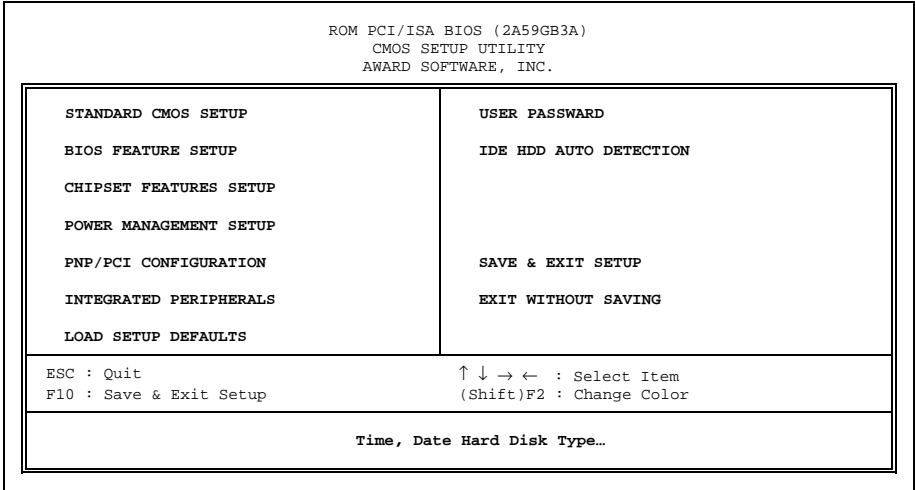 ROM PCI/ISA BIOS (2A59GB3A)
CMOS SETUP UTILITY
AWARD SOFTWARE, INC.
STANDARD CMOS SETUP
BIOS FEATURE SETUP
CHIPSET FEATURES SETUP
POWER MANAGEMENT SETUP
PNP/PCI CONFIGURATION
INTEGRATED PERIPHERALS
LOAD SETUP DEFAULTS
USER PASSWARD
IDE HDD AUTO DETECTION
SAVE & EXIT SETUP
EXIT WITHOUT SAVING
ESC : Quit
F10 : Save & Exit Setup
↑ ↓ → ← : Select Item
(Shift)F2 : Change Color
Time, Date Hard Disk Type…